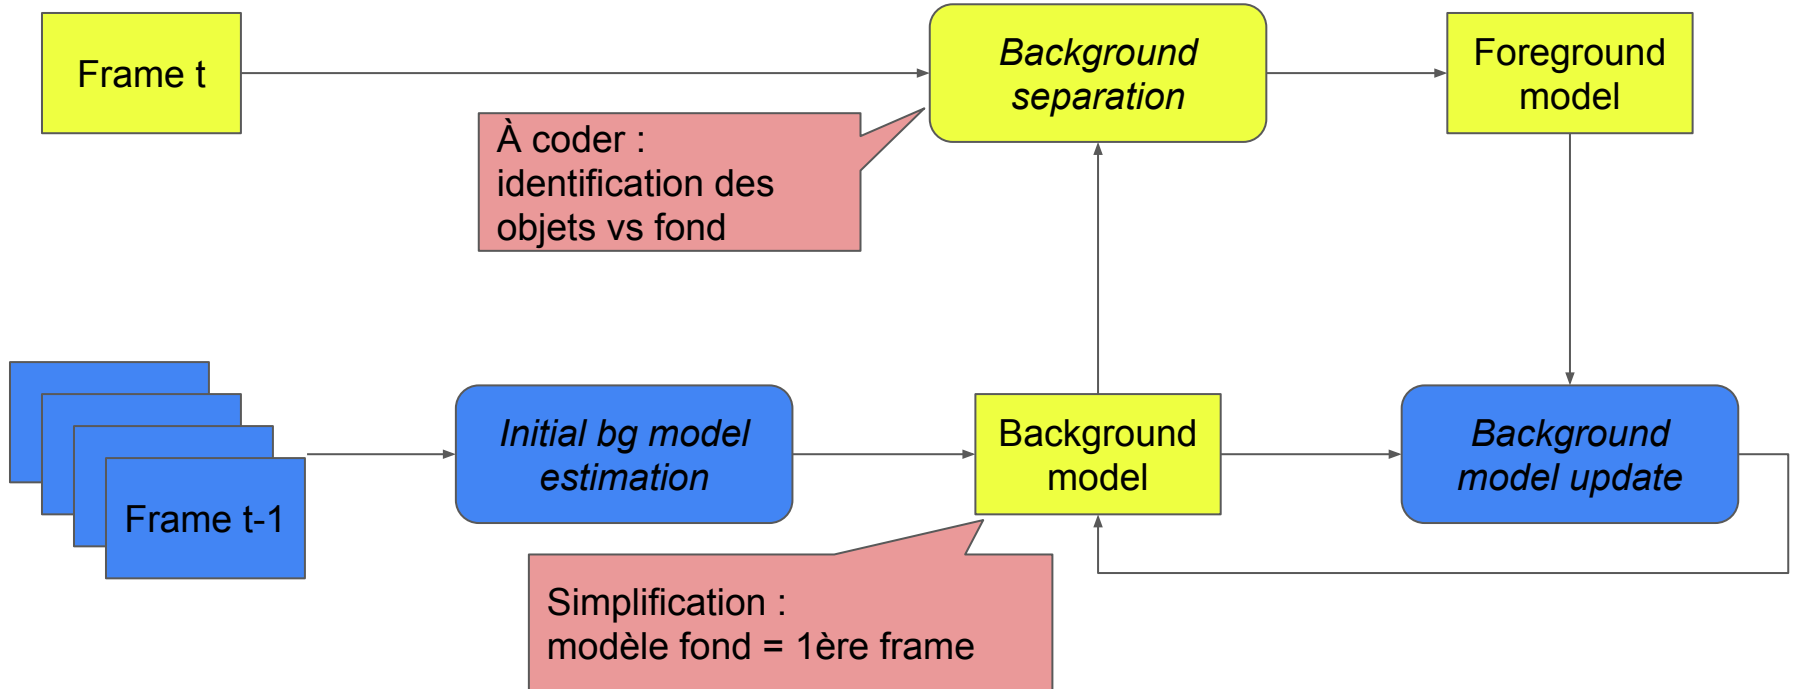 Frame t
Background
separation
Foreground
model
À coder :
identification des
objets vs fond
Frame t-1
Initial bg model
estimation
Background
model
Background
model update
Simplification :
modèle fond = 1ère frame